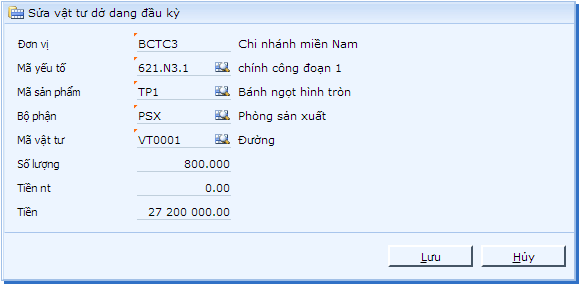 Sửa vật tư dở dang đầu kỳ
Đơn vị BCTC3 Chi nhánh miền Nam
Mã yếu tố 621.N3.1 chính công đoạn 1
Mã sản phẩm TP1 Bánh ngọt hình tròn
Bộ phận PSX Phòng sản xuất
Mã vật tư VT0001 Đường
Số lượng 800.000
Tiền nt 0.00
Tiền 27 200 000.00
Lưu Hủy